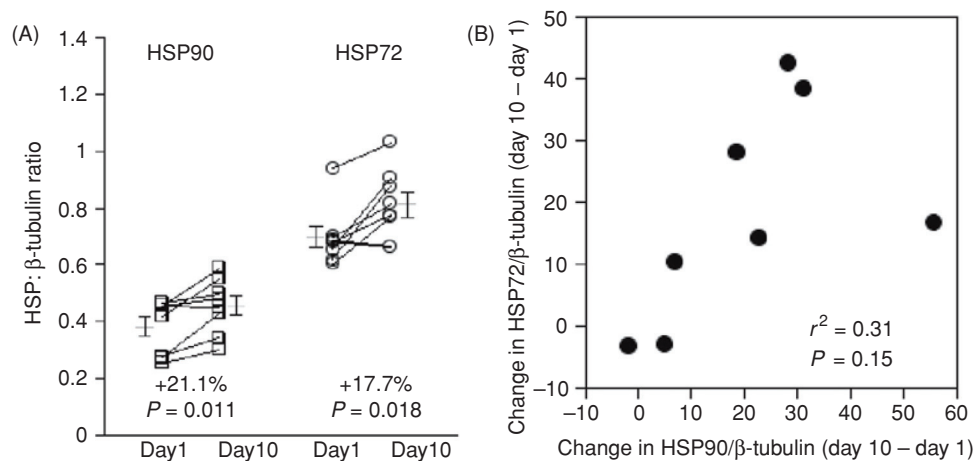 (A)
1.4
1.2
1
0.8
0.6
0.4
0.2
0
HSP: β-tubulin ratio
HSP90
HSP72
+21.1%
P = 0.011
+17.7%
P = 0.018
Day1
Day10
Day1
Day10
(B)
50
40
30
20
10
0
−10
Change in HSP72/β-tubulin (day 10 – day 1)
r² = 0.31
P = 0.15
−10
0
10
20
30
40
50
60
Change in HSP90/β-tubulin (day 10 – day 1)